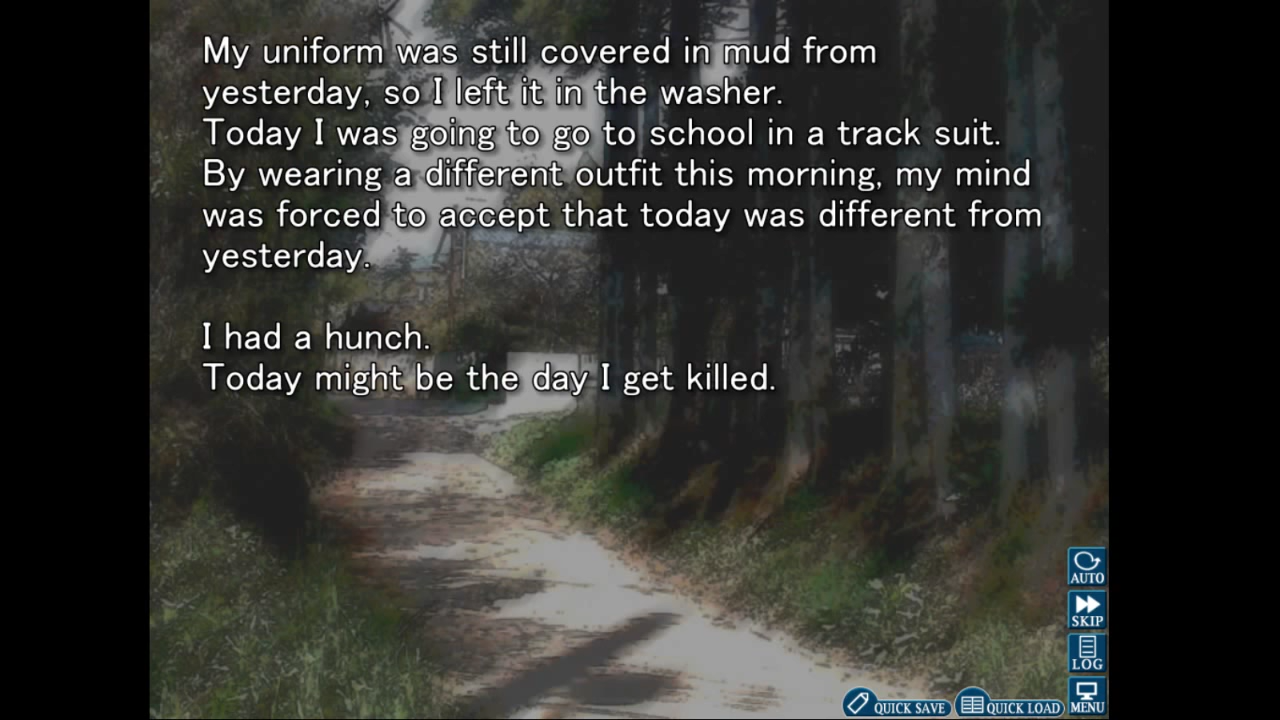 My uniform was still covered in mud from
yesterday, so I left it in the washer.
Today I was going to go to school in a track suit.
By wearing a different outfit this morning, my mind
was forced to accept that today was different from
yesterday.
I had a hunch.
Today might be the day I get killed.
AUTO
SKIP
LOG
QUICK SAVE
QUICK LOAD
MENU